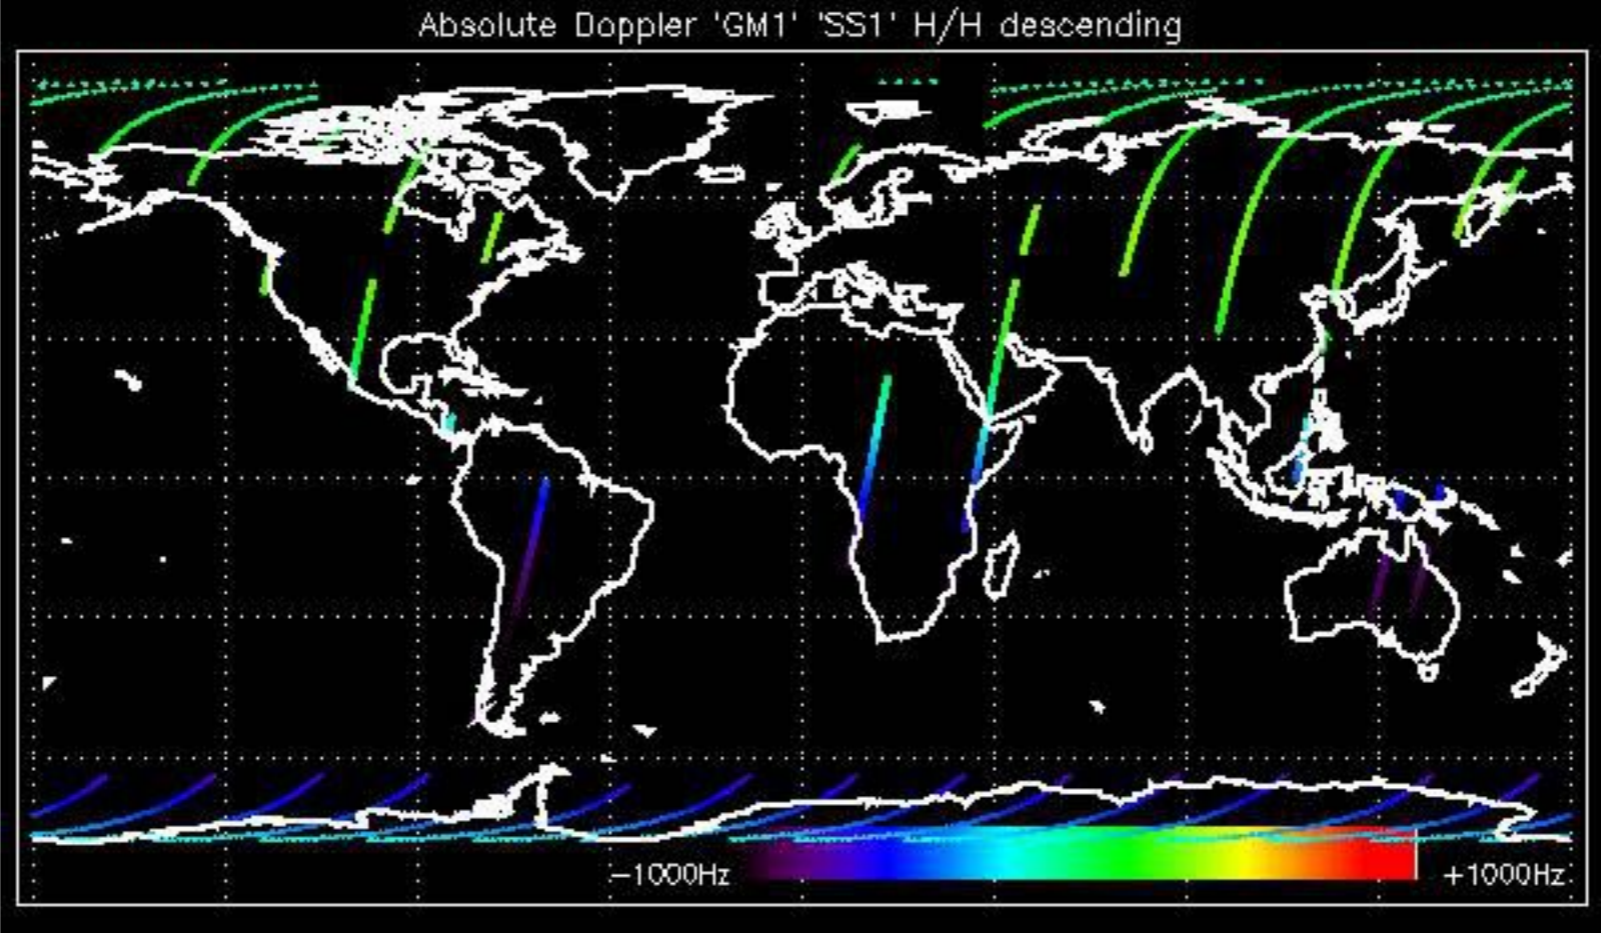 Absolute Doppler 'GM1' 'SS1' H/H descending
−1000Hz +1000Hz